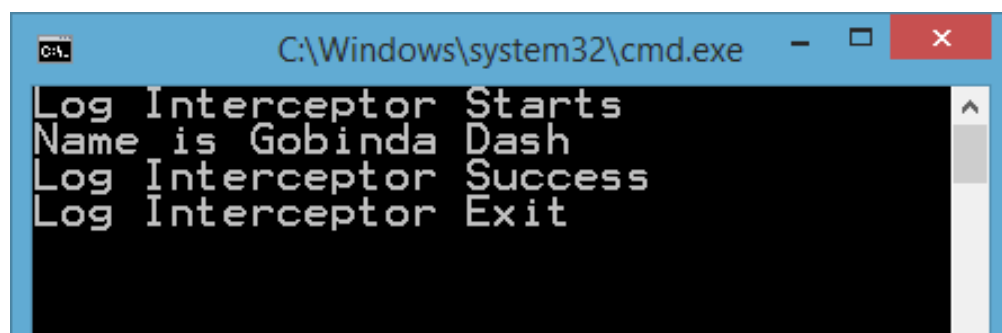 C:\Windows\system32\cmd.exe
Log Interceptor Starts
Name is Gobinda Dash
Log Interceptor Success
Log Interceptor Exit